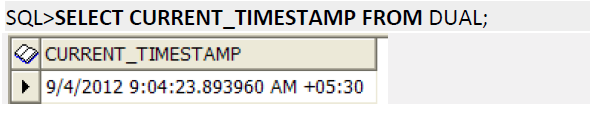 SQL>SELECT CURRENT_TIMESTAMP FROM DUAL;
CURRENT_TIMESTAMP
9/4/2012 9:04:23.893960 AM +05:30